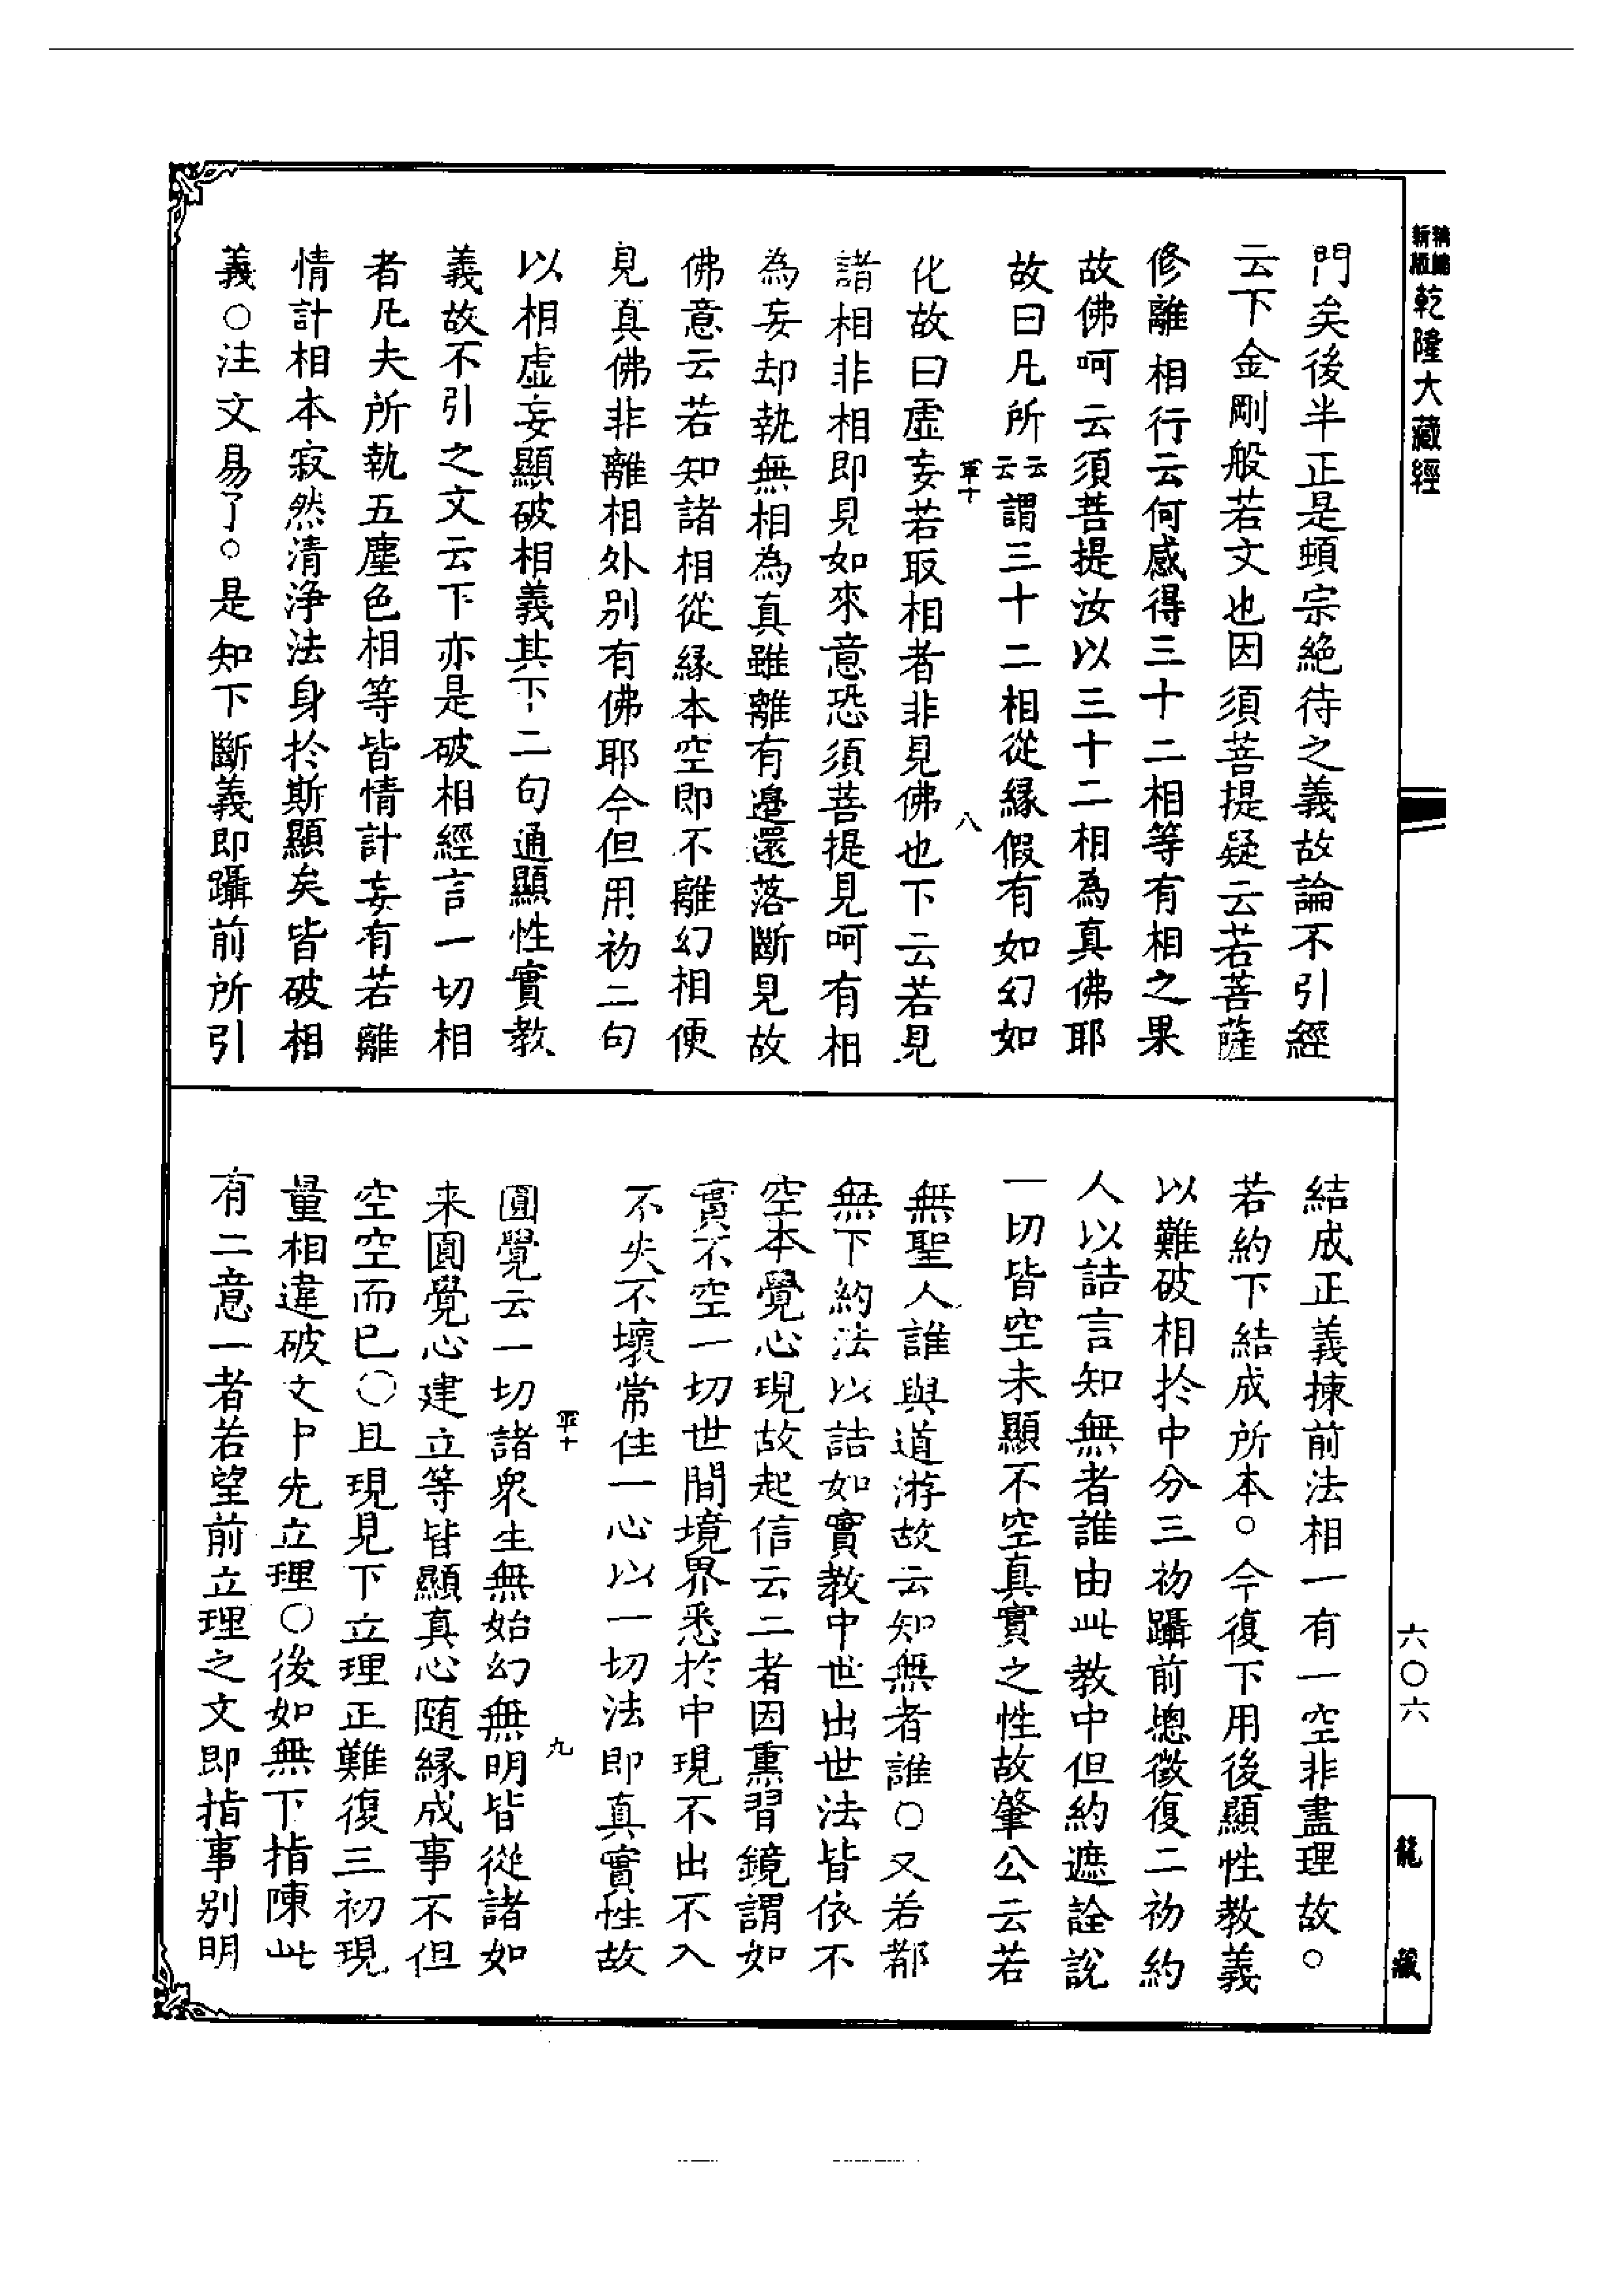 精縮新版乾隆大藏經
門矣後半正是頓宗絕待之義故論不引經
云下金剛般若文也因須菩提疑云若菩薩
修離相行云何感得三十二相等有相之果
故佛呵云須菩提汝以三十二相為真佛耶
故曰凡所云云謂三十二相從緣假有如幻如
軍十
八
化故曰虛妄若取相者非見佛也下云若見
諸相非相即見如來意恐須菩提見呵有相
為妄却執無相為真雖離有邊還落斷見故
佛意云若知諸相從緣本空即不離幻相便
見真佛非離相外別有佛耶今但用初二句
以相虛妄顯破相義其下二句通顯性實教
義故不引之文云下亦是破相經言一切相
者凡夫所執五塵色相等皆情計妄有若離
情計相本寂然清淨法身於斯顯矣皆破相
義○注文易了○是知下斷義即躡前所引
結成正義揀前法相一有一空非盡理故○
若約下結成所本○今復下用後顯性教義
以難破相於中分三初躡前摠徵復二初約
人以詰言知無者誰由此教中但約遮詮說
一切皆空未顯不空真實之性故肇公云若
無聖人誰與道游故云知無者誰○又若都
無下約法以詰如實教中世出世法皆依不
空本覺心現故起信云二者因熏習鏡謂如
實不空一切世間境界悉於中現不出不入
不失不壞常住一心以一切法即真實性故
軍十
九
圓覺云一切諸衆生無始幻無明皆從諸如
来圓覺心建立等皆顯真心隨緣成事不但
空空而已○且現見下立理正難復三初現
量相違破文中先立理○後如無下指陳此
有二意一者若望前立理之文即指事別明
六〇六
龍藏